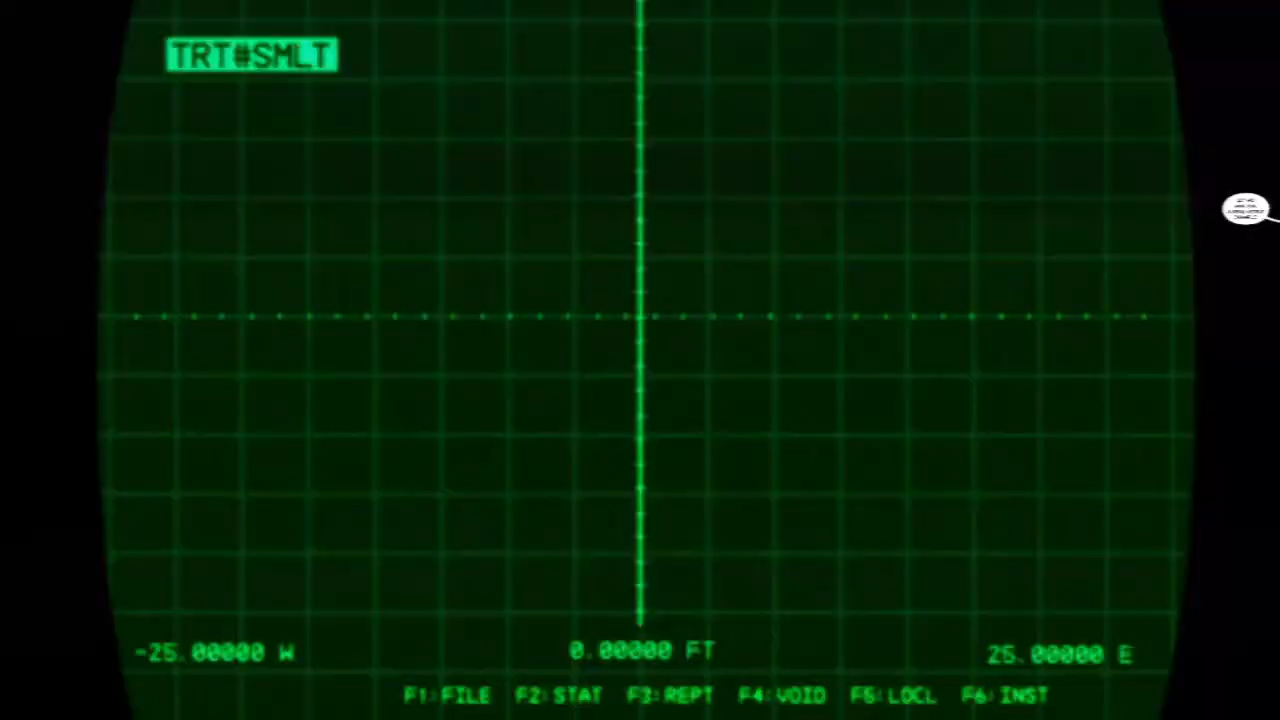 TRT#SMLT
-25.00000 W 0.00000 FT 25.00000 E
F1:FILE F2:STAT F3:REPT F4:VOID F5:LOCL F6:INST